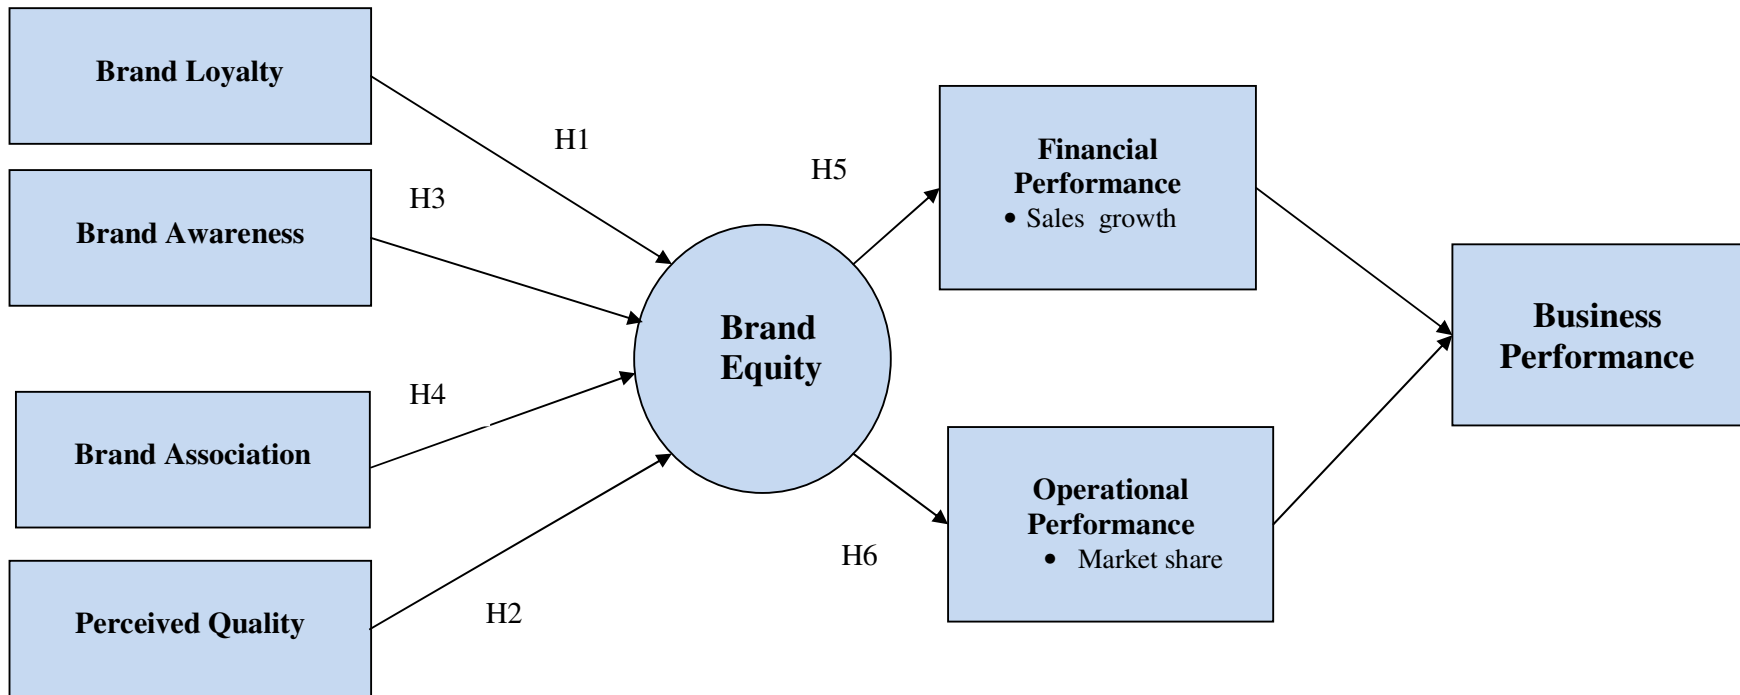 Brand Loyalty
H1
Brand Awareness
H3
Brand Association
H4
Perceived Quality
H2
Brand
Equity
H5
Financial
Performance
• Sales growth
H6
Operational
Performance
• Market share
Business
Performance